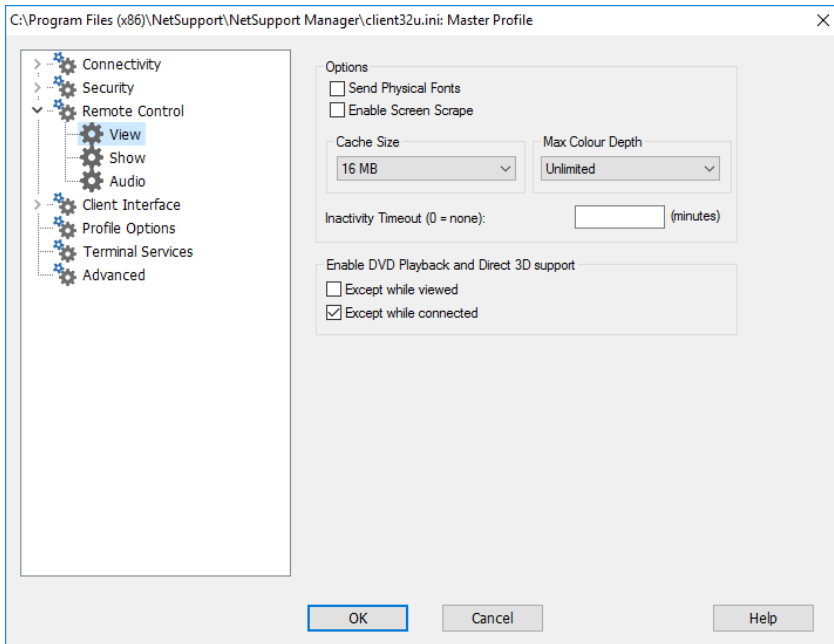 C:\Program Files (x86)\NetSupport\NetSupport Manager\client32u.ini: Master Profile
Connectivity
Security
Remote Control
View
Show
Audio
Client Interface
Profile Options
Terminal Services
Advanced
Options
Send Physical Fonts
Enable Screen Scrape
Cache Size
Max Colour Depth
16 MB
Unlimited
Inactivity Timeout (0 = none):
(minutes)
Enable DVD Playback and Direct 3D support
Except while viewed
Except while connected
OK
Cancel
Help